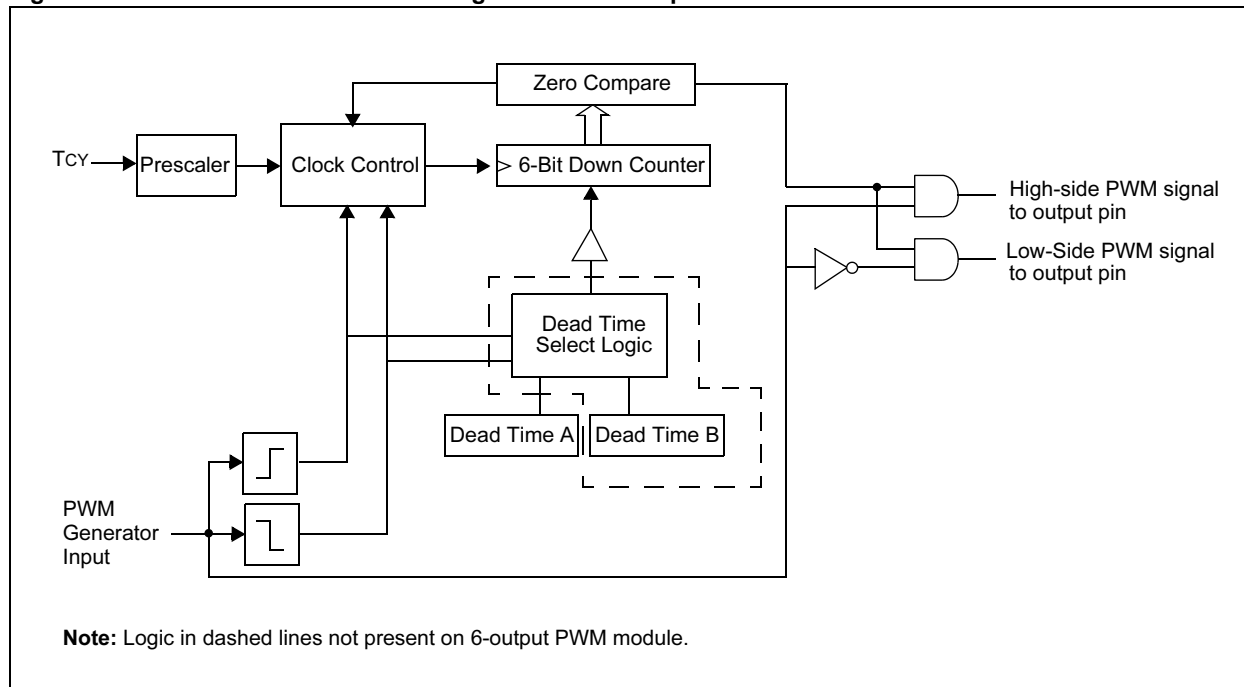 Zero Compare
TCY
Prescaler
Clock Control
6-Bit Down Counter
High-side PWM signal
to output pin
Low-Side PWM signal
to output pin
Dead Time
Select Logic
Dead Time A
Dead Time B
PWM
Generator
Input
Note: Logic in dashed lines not present on 6-output PWM module.